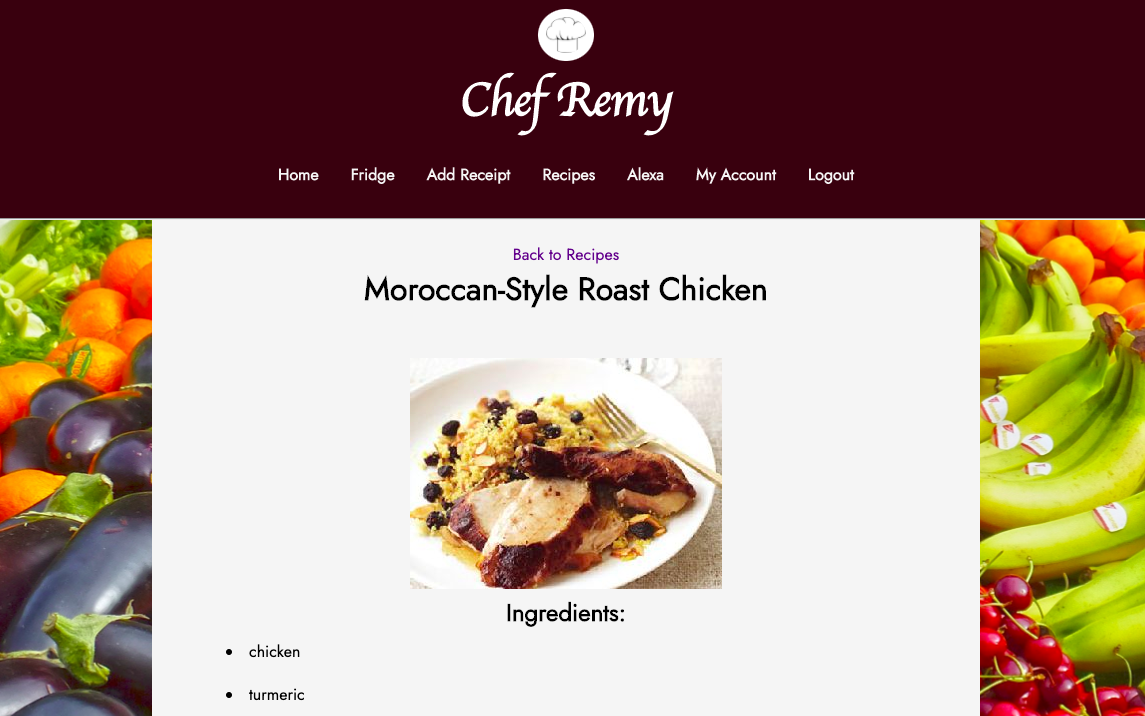 Chef Remy
Home Fridge Add Receipt Recipes Alexa My Account Logout
Back to Recipes
Moroccan-Style Roast Chicken
Ingredients:
• chicken
• turmeric